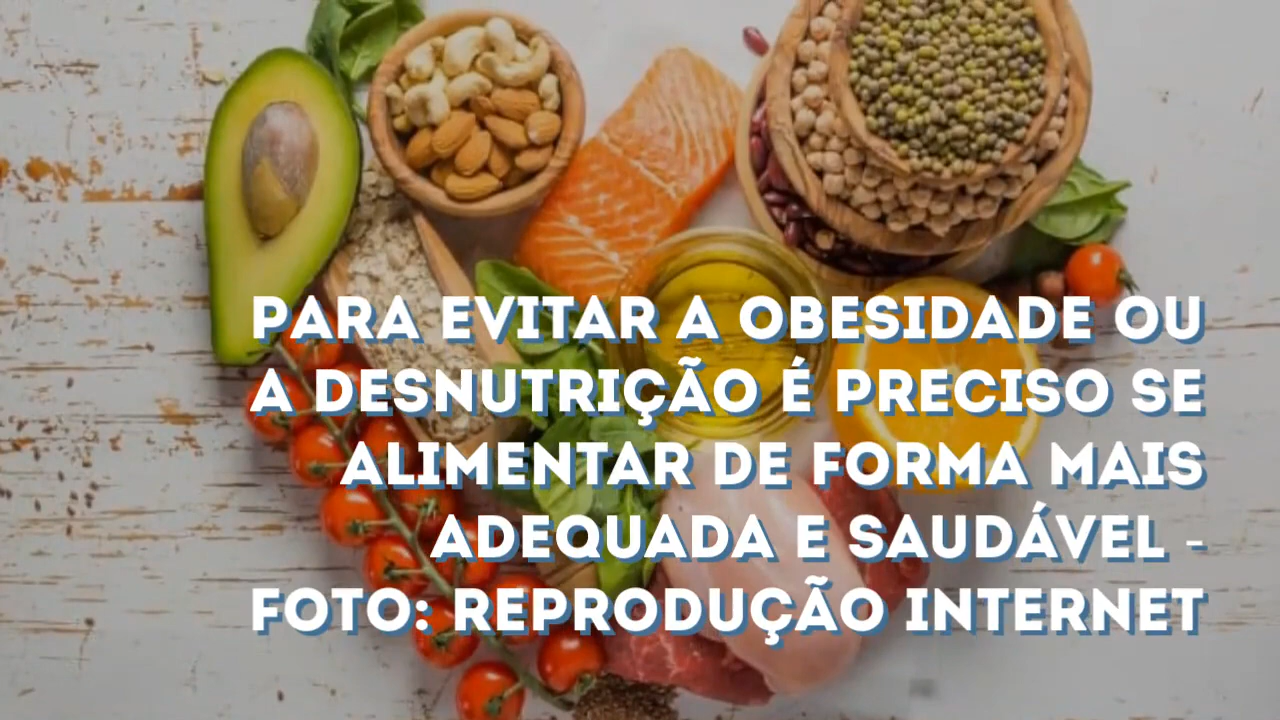 PARA EVITAR A OBESIDADE OU
A DESNUTRIÇÃO É PRECISO SE
ALIMENTAR DE FORMA MAIS
ADEQUADA E SAUDÁVEL -
FOTO: REPRODUÇÃO INTERNET